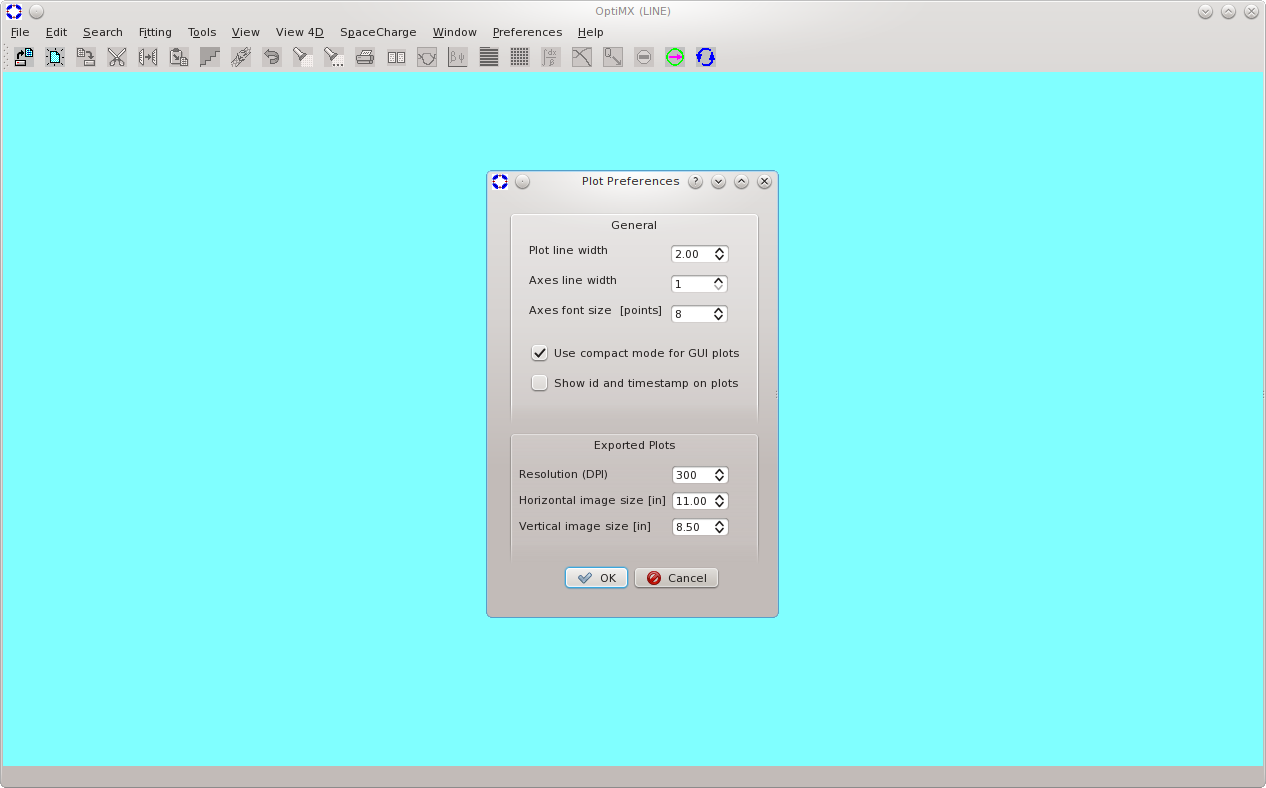 OptiMX (LINE)
File Edit Search Fitting Tools View View 4D SpaceCharge Window Preferences Help
Plot Preferences
General
Plot line width 2.00
Axes line width 1
Axes font size [points] 8
Use compact mode for GUI plots
Show id and timestamp on plots
Exported Plots
Resolution (DPI) 300
Horizontal image size [in] 11.00
Vertical image size [in] 8.50
OK Cancel